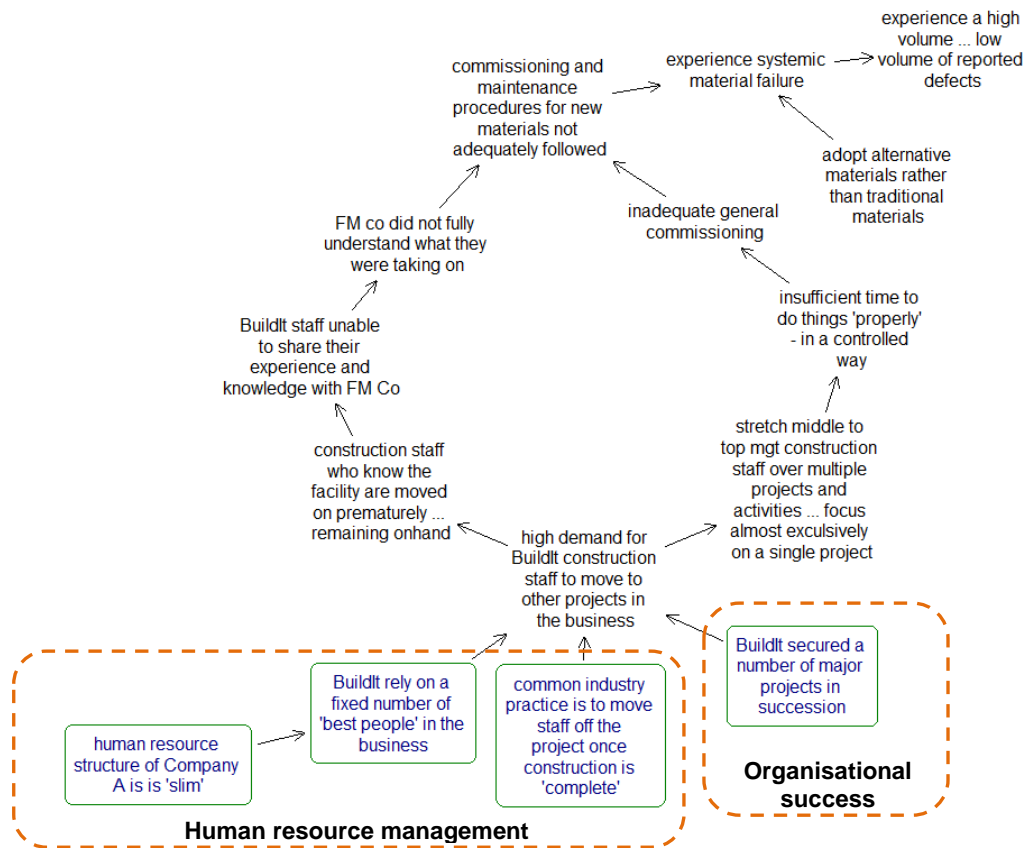 experience a high
volume ... low
volume of reported
defects
experience systemic
material failure
commissioning and
maintenance
procedures for new
materials not
adequately followed
adopt alternative
materials rather
than traditional
materials
inadequate general
commissioning
FM co did not fully
understand what they
were taking on
insufficient time to
do things 'properly'
- in a controlled
way
BuildIt staff unable
to share their
experience and
knowledge with FM Co
stretch middle to
top mgt construction
staff over multiple
projects and
activities ... focus
almost exculsively
on a single project
construction staff
who know the
facility are moved
on prematurely ...
remaining onhand
high demand for
BuildIt construction
staff to move to
other projects in
the business
BuildIt secured a
number of major
projects in
succession
BuildIt rely on a
fixed number of
'best people' in the
business
common industry
practice is to move
staff off the
project once
construction is
'complete'
human resource
structure of Company
A is is 'slim'
Organisational
success
Human resource management